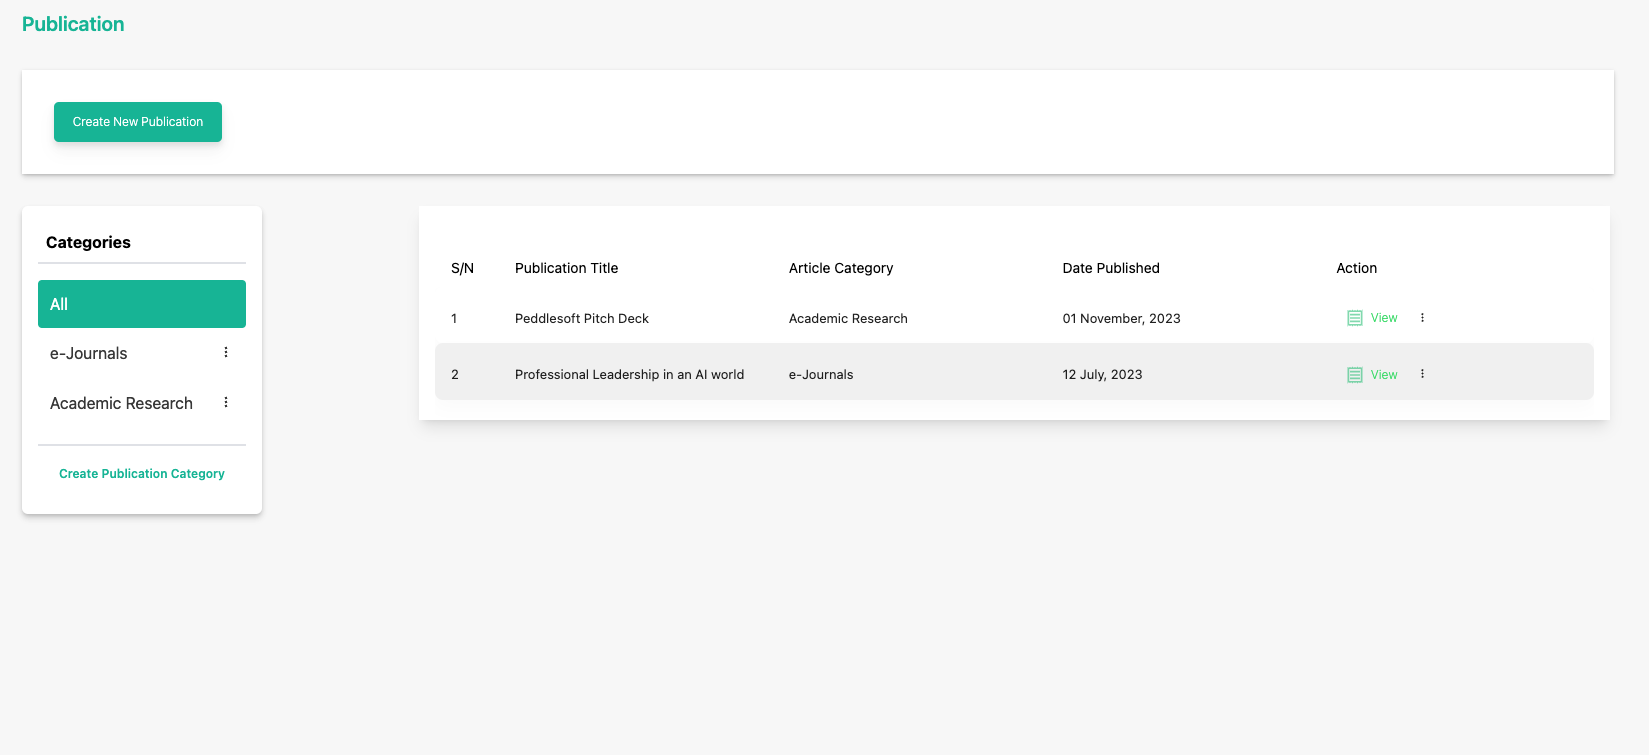 Publication
Create New Publication
Categories
All
e-Journals
Academic Research
Create Publication Category
S/N Publication Title Article Category Date Published Action
1 Peddlesoft Pitch Deck Academic Research 01 November, 2023 View
2 Professional Leadership in an AI world e-Journals 12 July, 2023 View